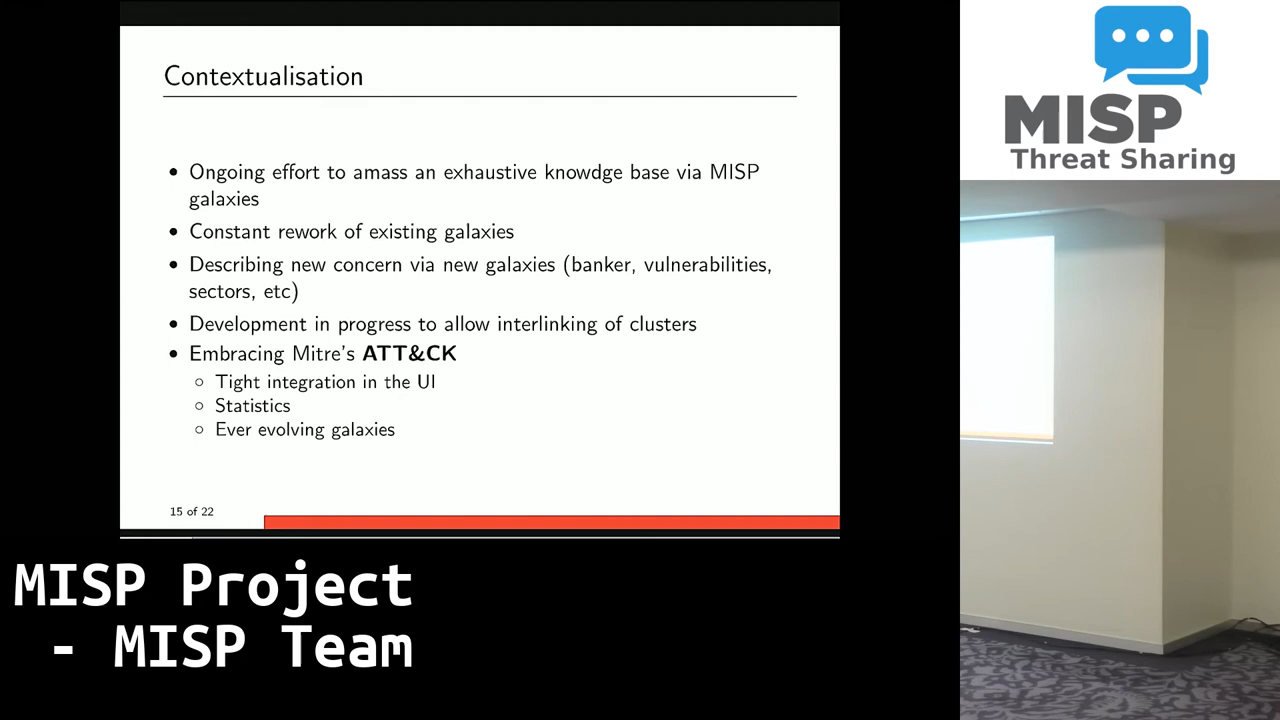 Contextualisation
• Ongoing effort to amass an exhaustive knowdge base via MISP
galaxies
• Constant rework of existing galaxies
• Describing new concern via new galaxies (banker, vulnerabilities,
sectors, etc)
• Development in progress to allow interlinking of clusters
• Embracing Mitre's ATT&CK
○ Tight integration in the UI
○ Statistics
○ Ever evolving galaxies
15 of 22
MISP
Threat Sharing
MISP Project
- MISP Team